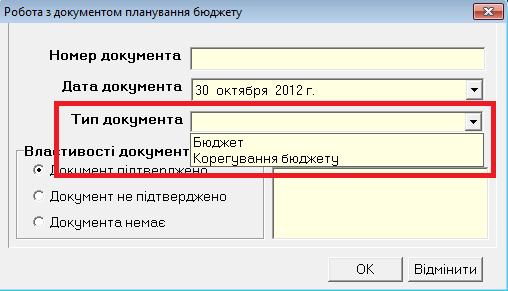 Робота з документом планування бюджету
Номер документа
Дата документа 30 октября 2012 г.
Тип документа
Бюджет
Корегування бюджету
Властивості документ
Документ підтверджено
Документ не підтверджено
Документа немає
OK Відмінити